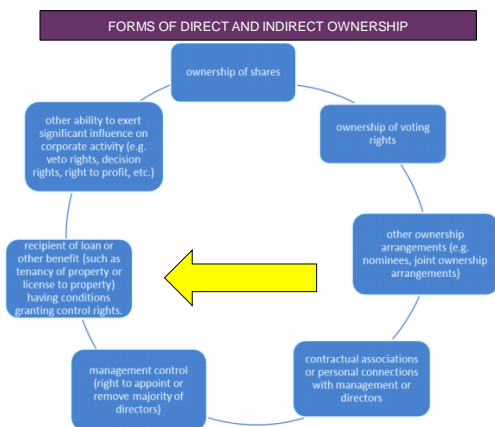 FORMS OF DIRECT AND INDIRECT OWNERSHIP
ownership of shares
ownership of voting
rights
other ownership
arrangements (e.g.
nominees, joint ownership
arrangements)
contractual associations
or personal connections
with management or
directors
management control
(right to appoint or
remove majority of
directors)
recipient of loan or
other benefit (such as
tenancy of property or
license to property)
having conditions
granting control rights.
other ability to exert
significant influence on
corporate activity (e.g.
veto rights, decision
rights, right to profit, etc.)